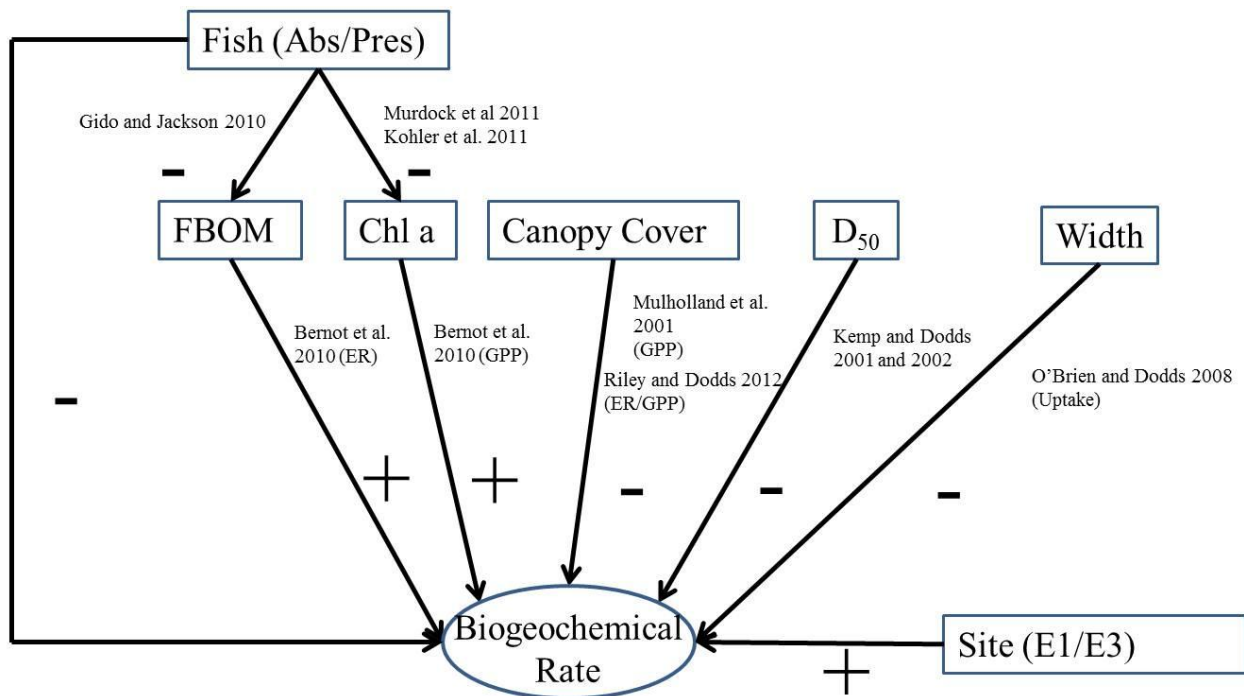 Fish (Abs/Pres)
Gido and Jackson 2010
Murdock et al 2011
Kohler et al. 2011
-
-
FBOM
Chl a
Canopy Cover
D50
Width
Bernot et al.
2010 (ER)
Bernot et al.
2010 (GPP)
Mulholland et al.
2001
(GPP)
Riley and Dodds 2012
(ER/GPP)
Kemp and Dodds
2001 and 2002
O’Brien and Dodds 2008
(Uptake)
-
+
+
-
-
-
Biogeochemical
Rate
Site (E1/E3)
+